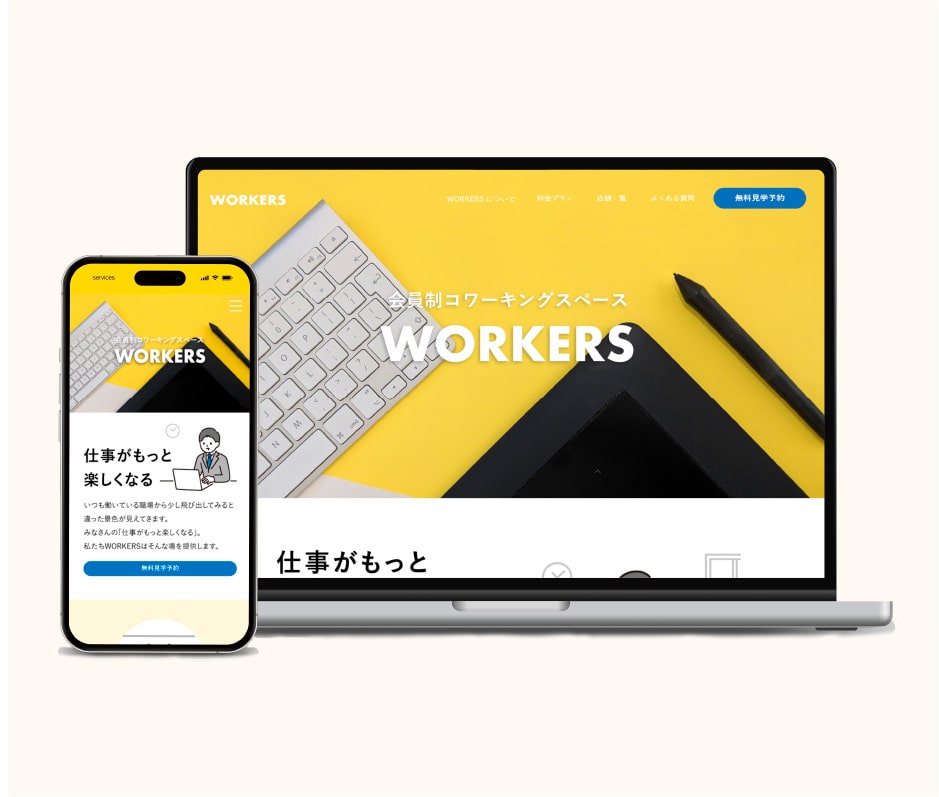 WORKERS
WORKERSについて 料金プラン 店舗一覧 よくある質問 無料見学予約
会員制コワーキングスペース
WORKERS
仕事がもっと
services
会員制コワーキングスペース
WORKERS
仕事がもっと
楽しくなる
いつも働いている職場から少し飛び出してみると
違った景色が見えてきます。
みなさんの「仕事がもっと楽しくなる」。
私たちWORKERSはそんな場を提供します。
無料見学予約